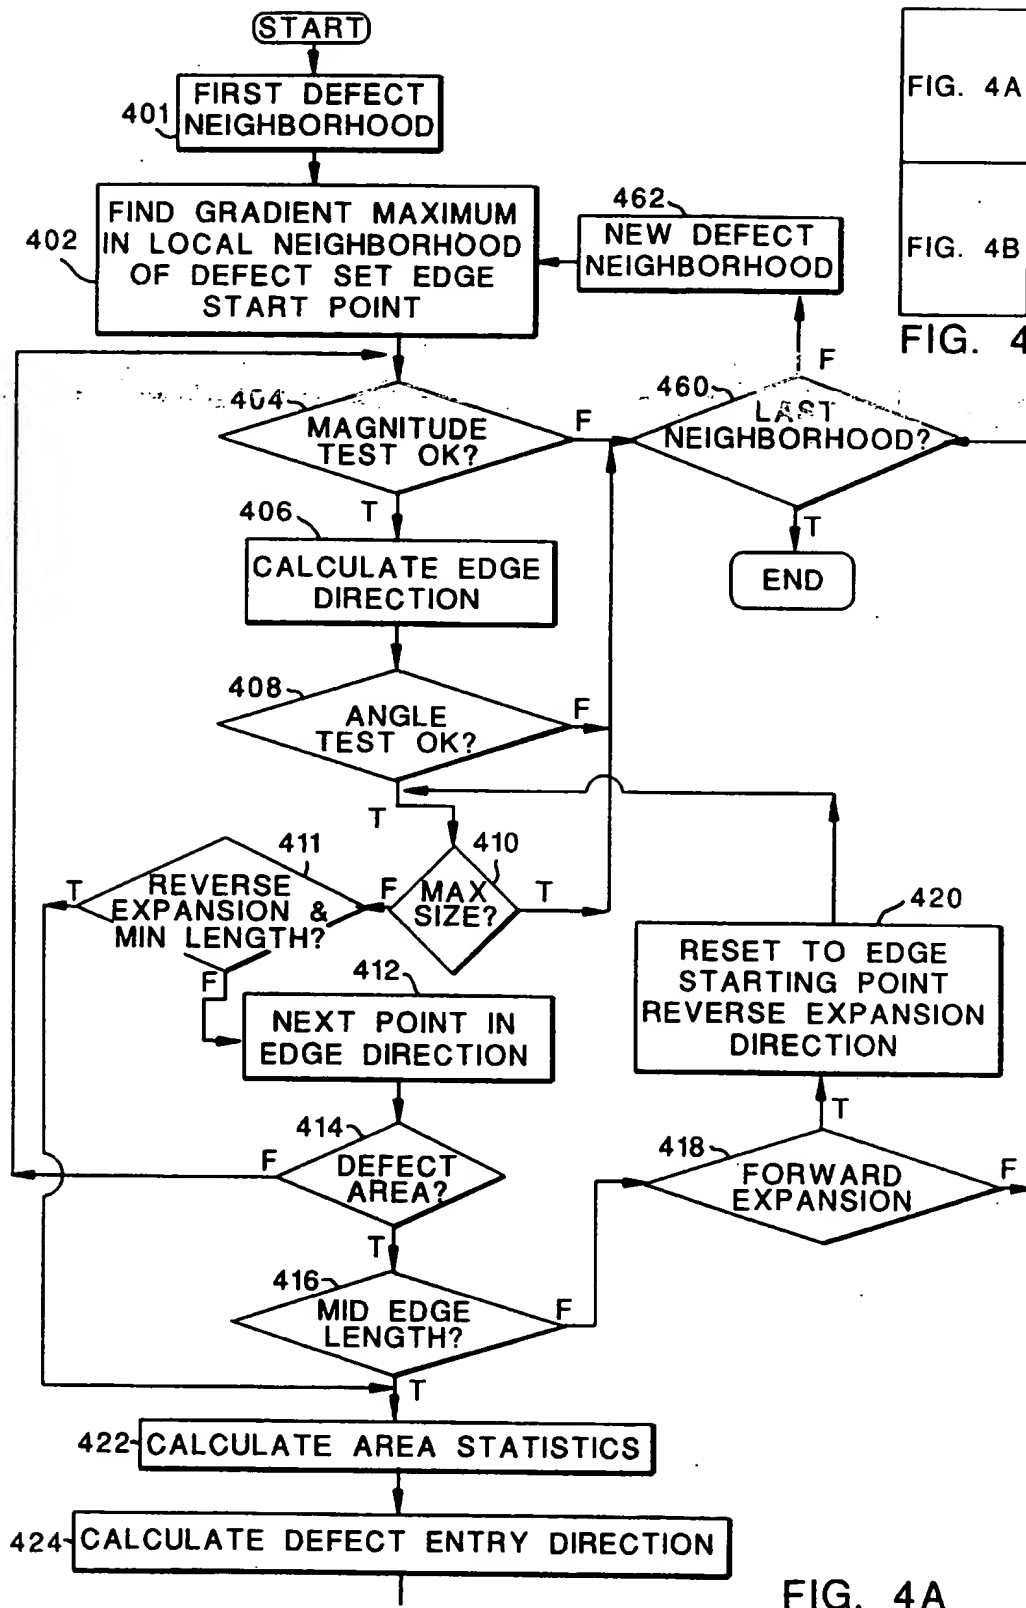 START
FIRST DEFECT
NEIGHBORHOOD
401
FIND GRADIENT MAXIMUM
IN LOCAL NEIGHBORHOOD
OF DEFECT SET EDGE
START POINT
402
462
NEW DEFECT
NEIGHBORHOOD
FIG. 4A
FIG. 4B
FIG. 4
F
404
MAGNITUDE
TEST OK?
F
T
460
LAST
NEIGHBORHOOD?
T
END
406
CALCULATE EDGE
DIRECTION
408
ANGLE
TEST OK?
F
T
410
MAX
SIZE?
F
T
411
REVERSE
EXPANSION &
MIN LENGTH?
T
F
412
NEXT POINT IN
EDGE DIRECTION
420
RESET TO EDGE
STARTING POINT
REVERSE EXPANSION
DIRECTION
T
414
DEFECT
AREA?
F
T
418
FORWARD
EXPANSION
F
416
MID EDGE
LENGTH?
F
T
422
CALCULATE AREA STATISTICS
424
CALCULATE DEFECT ENTRY DIRECTION
FIG. 4A